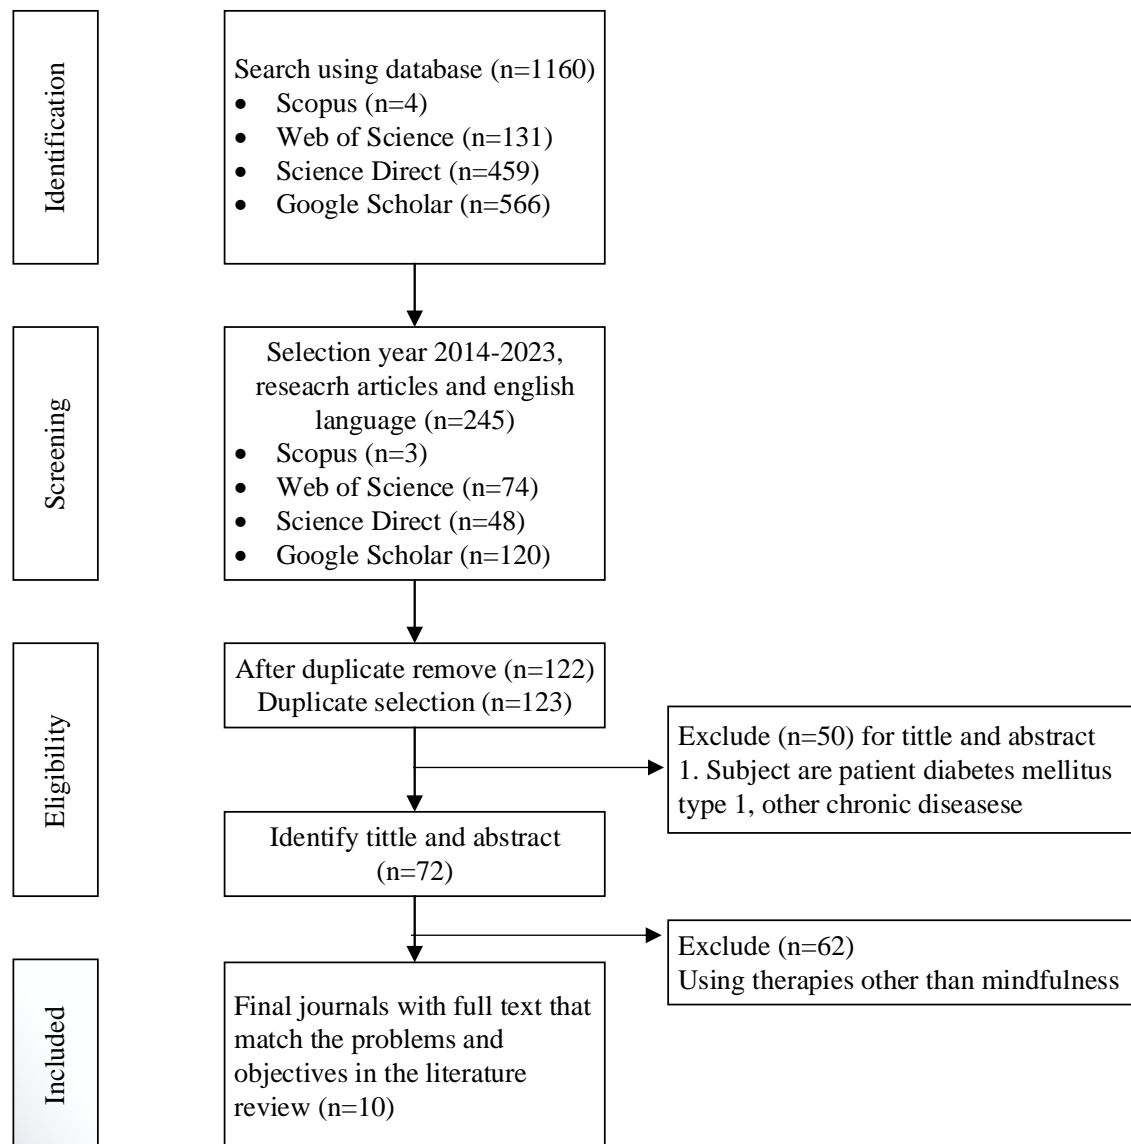 Identification
Search using database (n=1160)
• Scopus (n=4)
• Web of Science (n=131)
• Science Direct (n=459)
• Google Scholar (n=566)
Screening
Selection year 2014-2023,
reseacrh articles and english
language (n=245)
• Scopus (n=3)
• Web of Science (n=74)
• Science Direct (n=48)
• Google Scholar (n=120)
Eligibility
After duplicate remove (n=122)
Duplicate selection (n=123)
Exclude (n=50) for tittle and abstract
1. Subject are patient diabetes mellitus
type 1, other chronic diseasese
Identify tittle and abstract
(n=72)
Exclude (n=62)
Using therapies other than mindfulness
Included
Final journals with full text that
match the problems and
objectives in the literature
review (n=10)